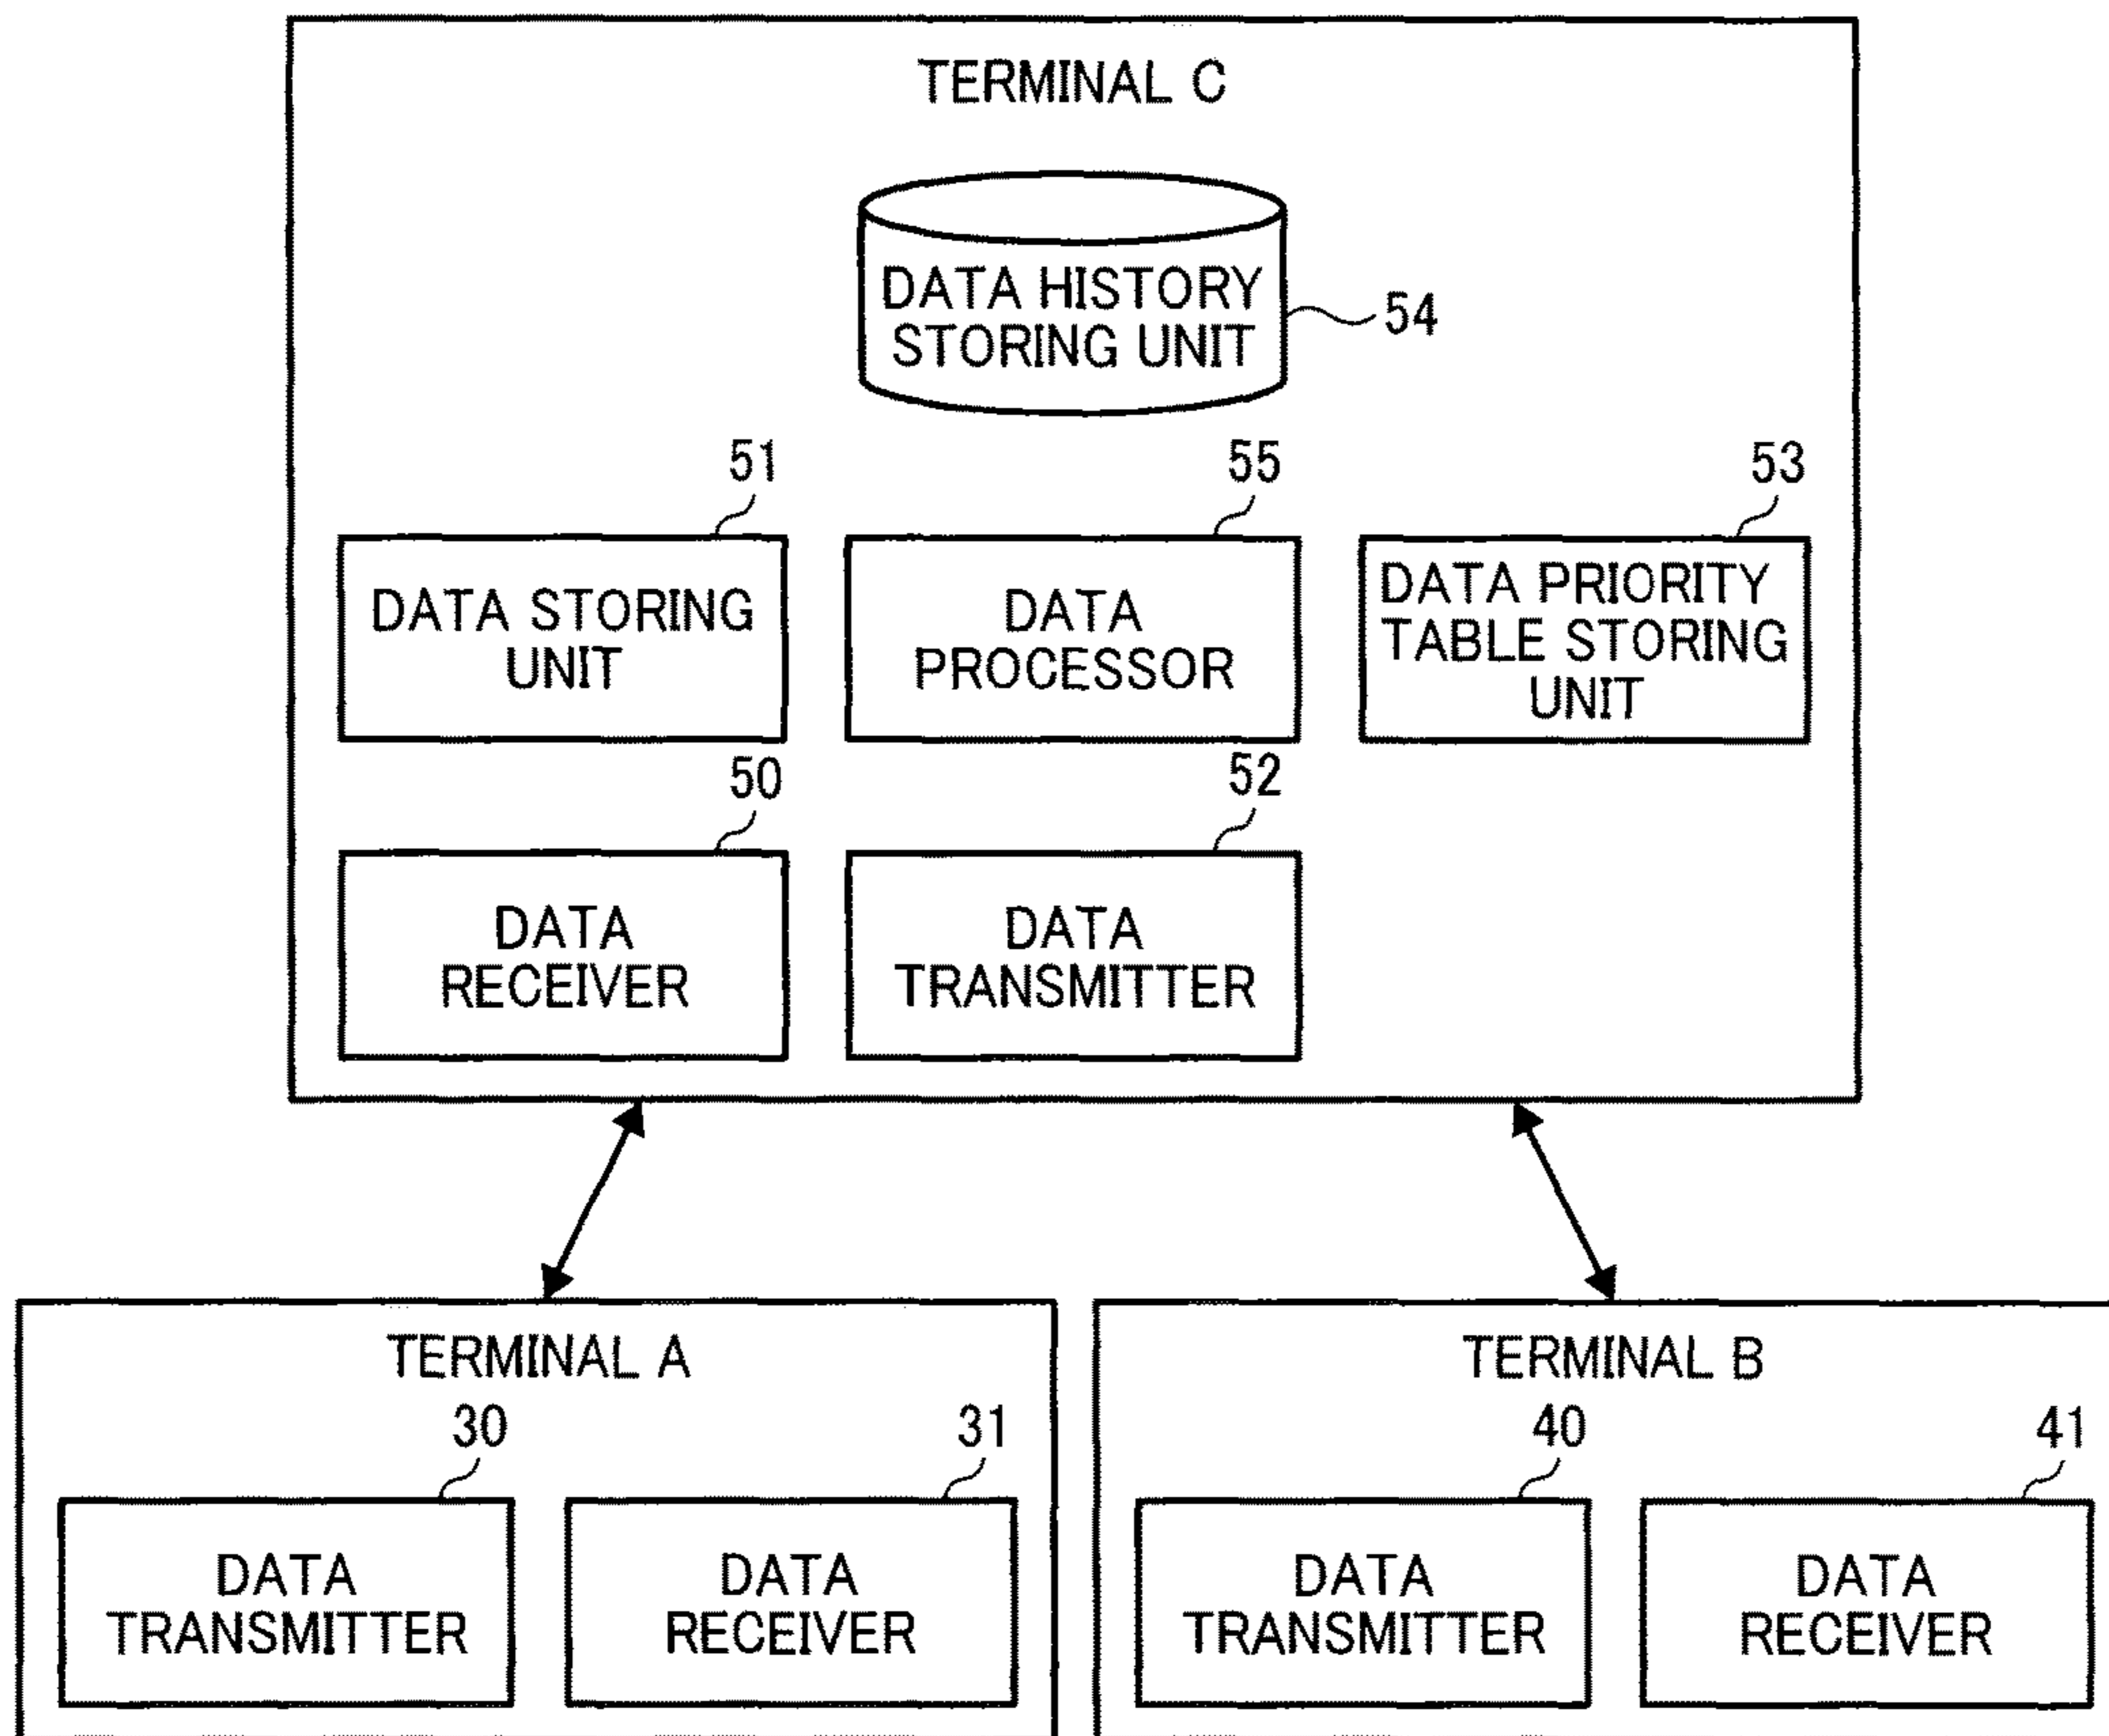 TERMINAL C
DATA HISTORY
STORING UNIT
54
51
55
53
DATA STORING
UNIT
DATA
PROCESSOR
DATA PRIORITY
TABLE STORING
UNIT
50
52
DATA
RECEIVER
DATA
TRANSMITTER
TERMINAL A
30
31
DATA
TRANSMITTER
DATA
RECEIVER
TERMINAL B
40
41
DATA
TRANSMITTER
DATA
RECEIVER